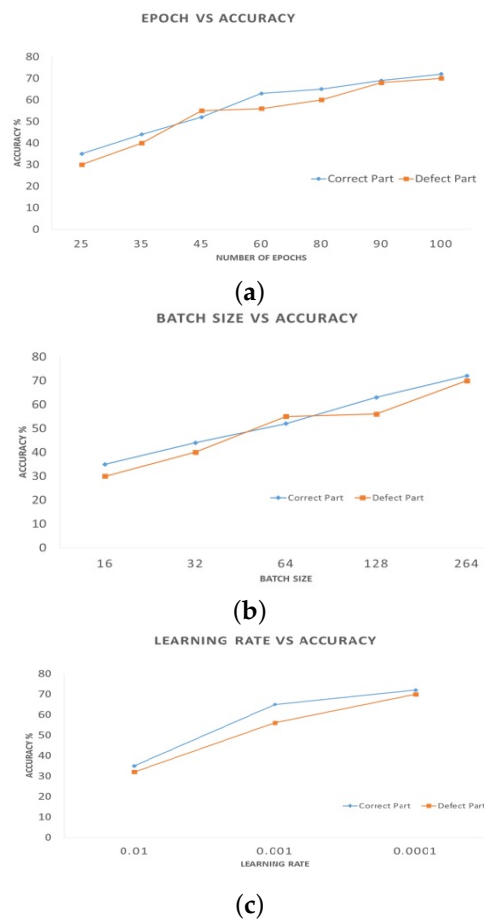 EPOCH VS ACCURACY
80
70
60
50
40
30
20
10
0
ACCURACY %
Correct Part Defect Part
25 35 45 60 80 90 100
NUMBER OF EPOCHS
(a)
BATCH SIZE VS ACCURACY
80
70
60
50
40
30
20
10
0
ACCURACY %
Correct Part Defect Part
16 32 64 128 264
BATCH SIZE
(b)
LEARNING RATE VS ACCURACY
80
70
60
50
40
30
20
10
0
ACCURACY %
Correct Part Defect Part
0.01 0.001 0.0001
LEARNING RATE
(c)